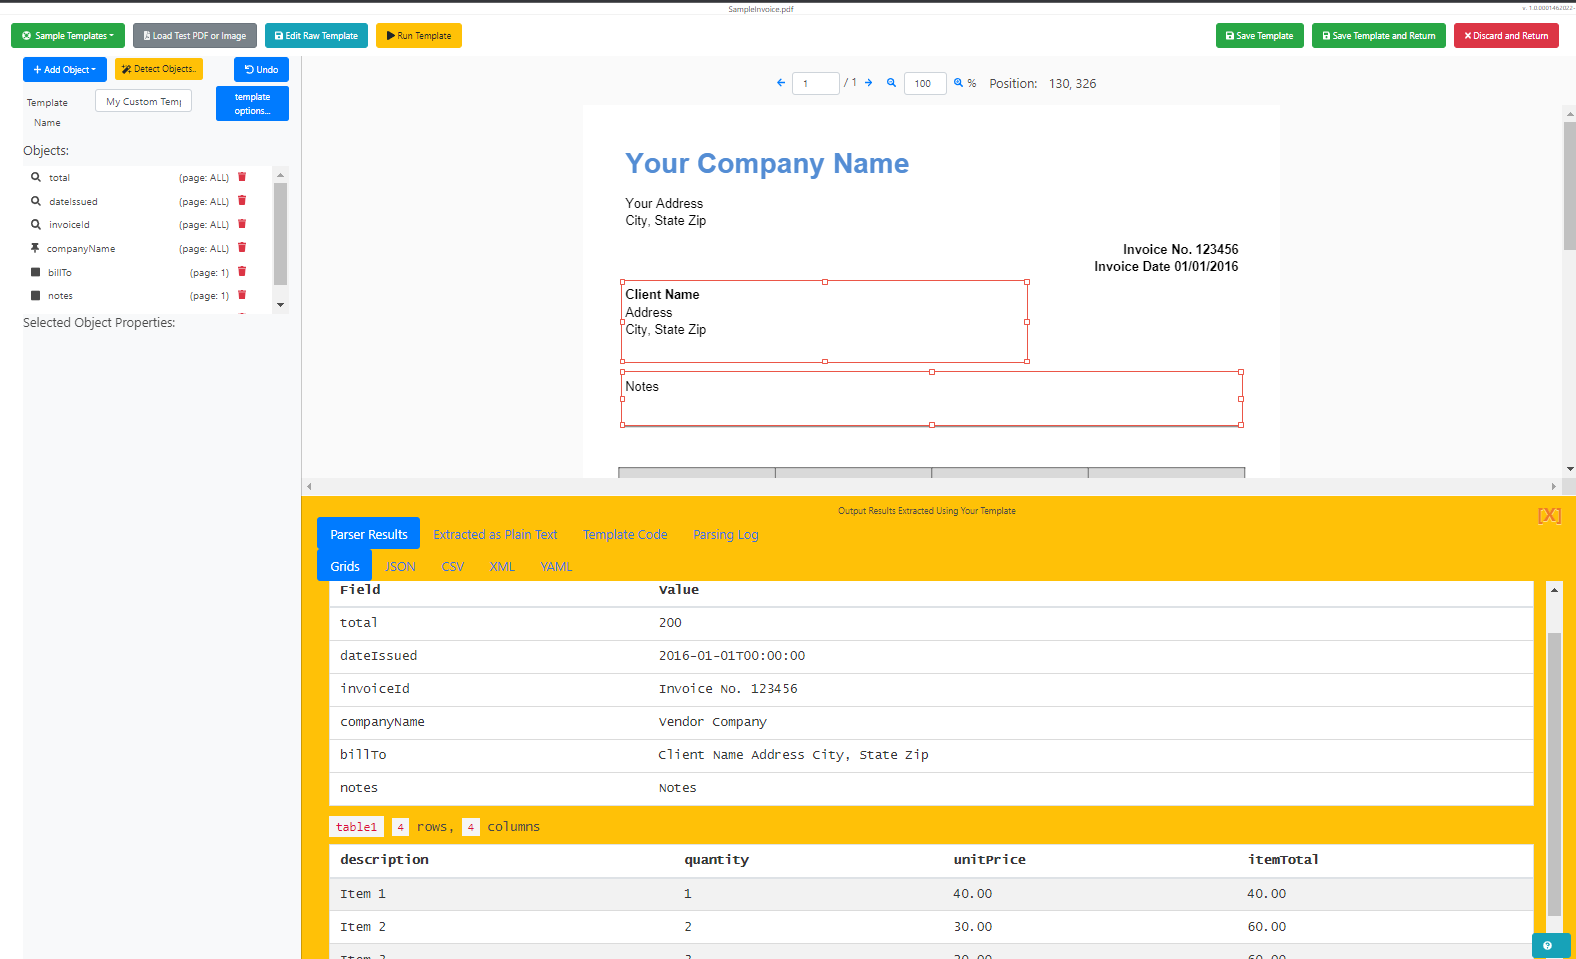 SampleInvoice.pdf
Sample Templates
Load Test PDF or Image
Edit Raw Template
Run Template
Save Template
Save Template and Return
Discard and Return
Add Object
Detect Objects..
Undo
Template Name
My Custom Temp
template options...
Objects:
total (page: ALL)
dateIssued (page: ALL)
invoiceId (page: ALL)
companyName (page: ALL)
billTo (page: 1)
notes (page: 1)
Selected Object Properties:
1 / 1 100 % Position: 130, 326
Your Company Name
Your Address
City, State Zip
Invoice No. 123456
Invoice Date 01/01/2016
Client Name
Address
City, State Zip
Notes
Output Results Extracted Using Your Template
[X]
Parser Results Extracted as Plain Text Template Code Parsing Log
Grids JSON CSV XML YAML
Field Value
total 200
dateIssued 2016-01-01T00:00:00
invoiceId Invoice No. 123456
companyName Vendor Company
billTo Client Name Address City, State Zip
notes Notes
table1 4 rows, 4 columns
description quantity unitPrice itemTotal
Item 1 1 40.00 40.00
Item 2 2 30.00 60.00